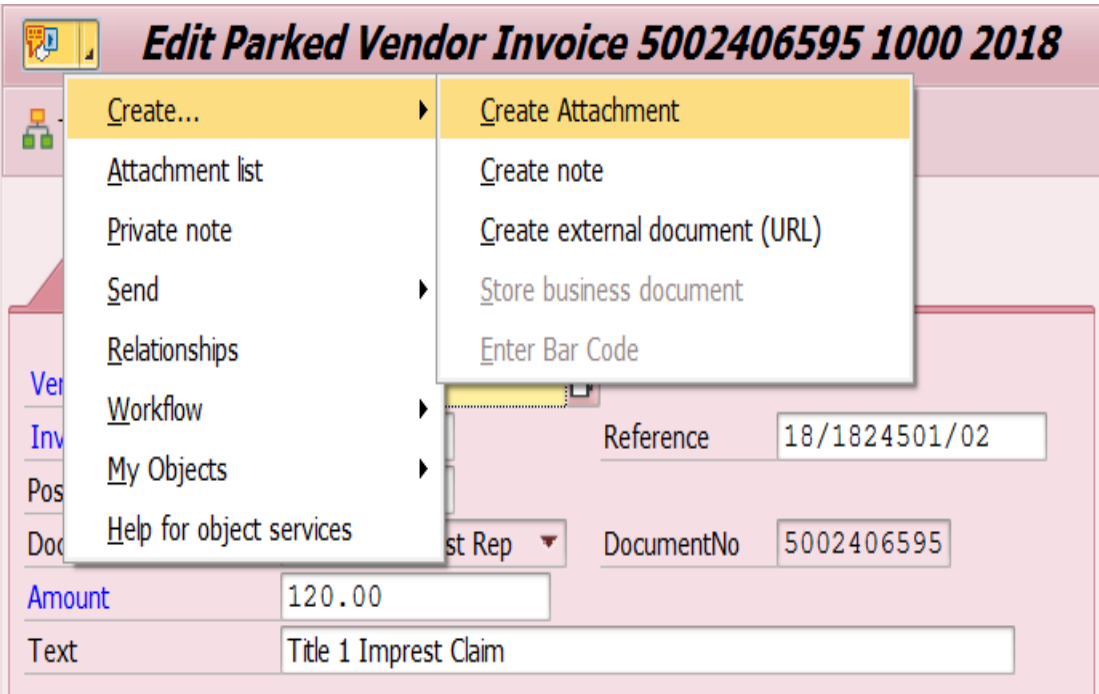 Edit Parked Vendor Invoice 5002406595 1000 2018
Create...
Create Attachment
Attachment list
Create note
Private note
Create external document (URL)
Send
Store business document
Relationships
Enter Bar Code
Workflow
My Objects
Help for object services
Reference 18/1824501/02
st Rep
DocumentNo 5002406595
Amount 120.00
Text Title 1 Imprest Claim